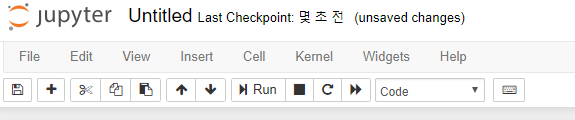 jupyter Untitled Last Checkpoint: 몇 초 전 (unsaved changes)
File Edit View Insert Cell Kernel Widgets Help
Run Code